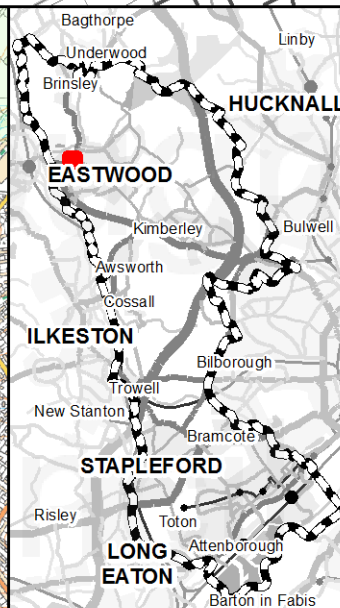 Bagthorpe
Linby
Underwood
Brinsley
HUCKNALL
EASTWOOD
Kimberley
Bulwell
Awsworth
Cossall
ILKESTON
Bilborough
Trowell
New Stanton
Bramcote
STAPLEFORD
Risley
Toton
Attenborough
LONG
EATON
Barton in Fabis